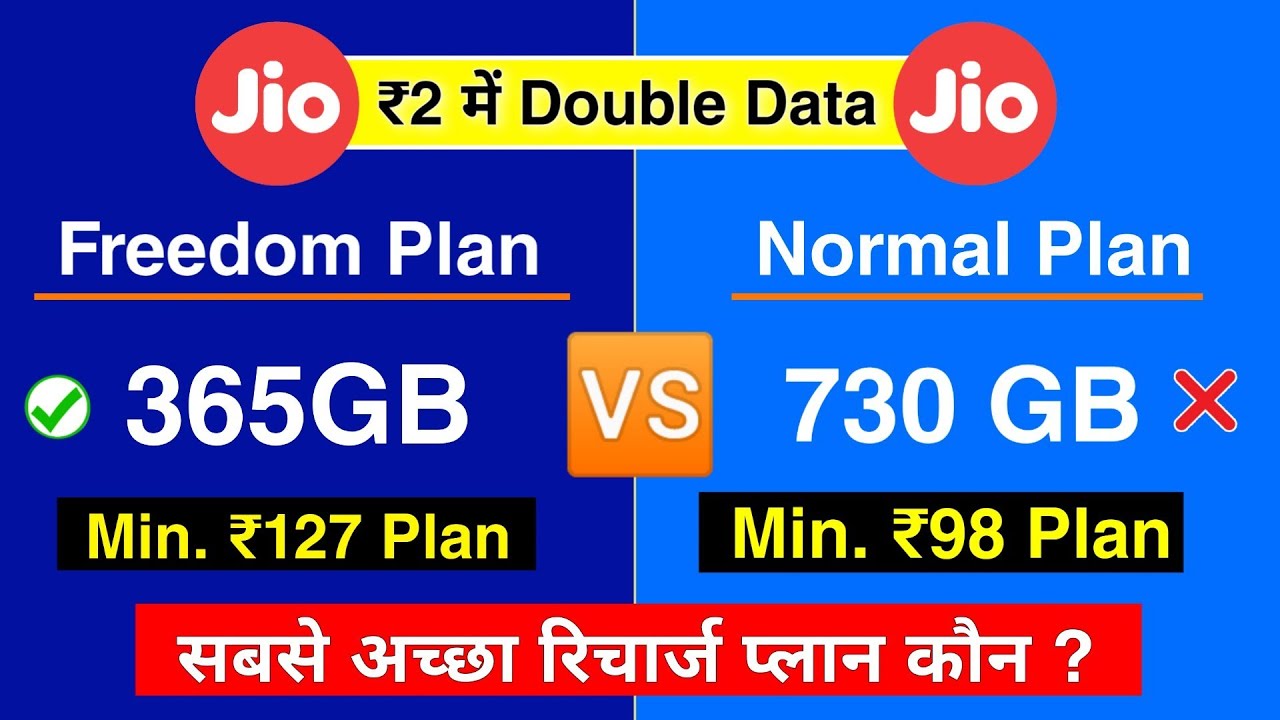 Jio ₹2 में Double Data Jio
Freedom Plan
Normal Plan
365GB
VS
730 GB
Min. ₹127 Plan
Min. ₹98 Plan
सबसे अच्छा रिचार्ज प्लान कौन ?